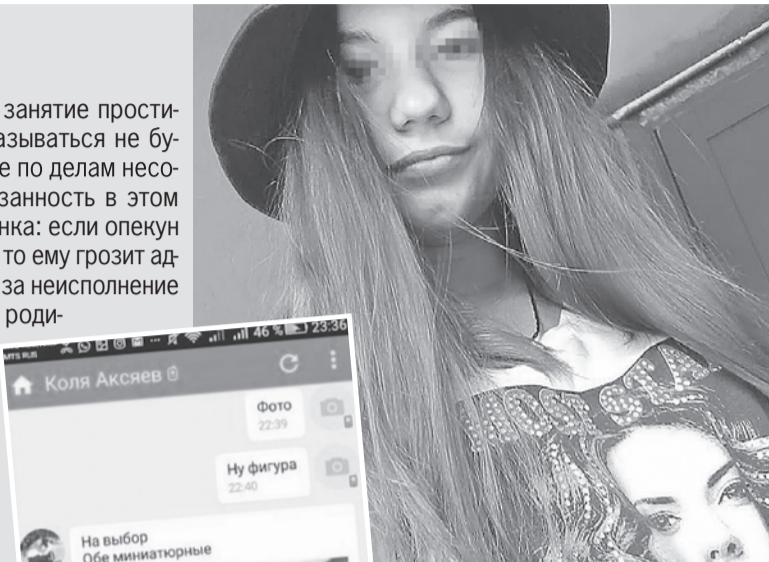 занятие прости-
азываться не бу-
е по делам несо-
занность в этом
нка: если опекун
то ему грозит ад-
за неисполнение
роди-
MTS RUS 46 % 23:36
Коля Аксяев
Фото
22:39
Ну фигура
22:40
На выбор
Обе миниатюрные